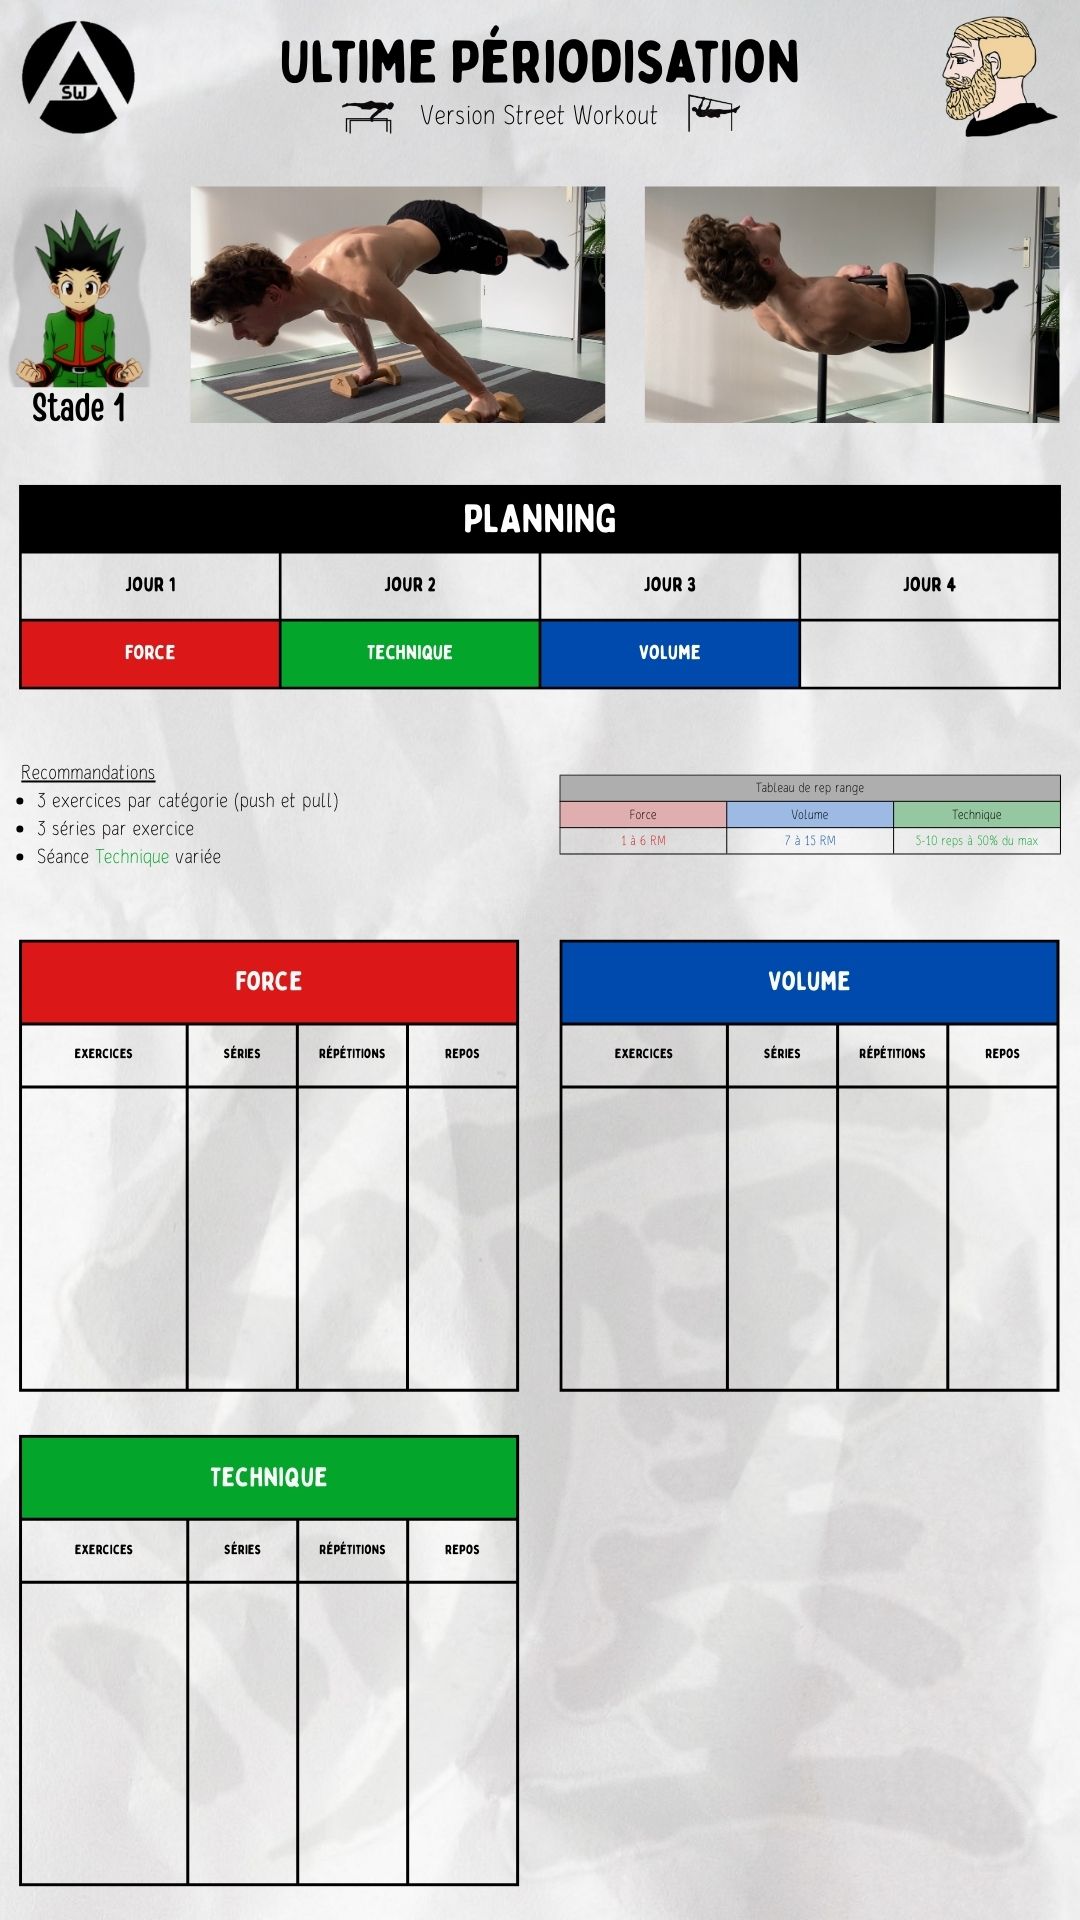 SW
ULTIME PÉRIODISATION
Version Street Workout
Stade 1
PLANNING
JOUR 1 JOUR 2 JOUR 3 JOUR 4
FORCE TECHNIQUE VOLUME
Recommandations
• 3 exercices par catégorie (push et pull)
• 3 séries par exercice
• Séance Technique variée
Tableau de rep range
Force Volume Technique
1 à 6 RM 7 à 15 RM 5-10 reps à 50% du max
FORCE
EXERCICES SÉRIES RÉPÉTITIONS REPOS
VOLUME
EXERCICES SÉRIES RÉPÉTITIONS REPOS
TECHNIQUE
EXERCICES SÉRIES RÉPÉTITIONS REPOS